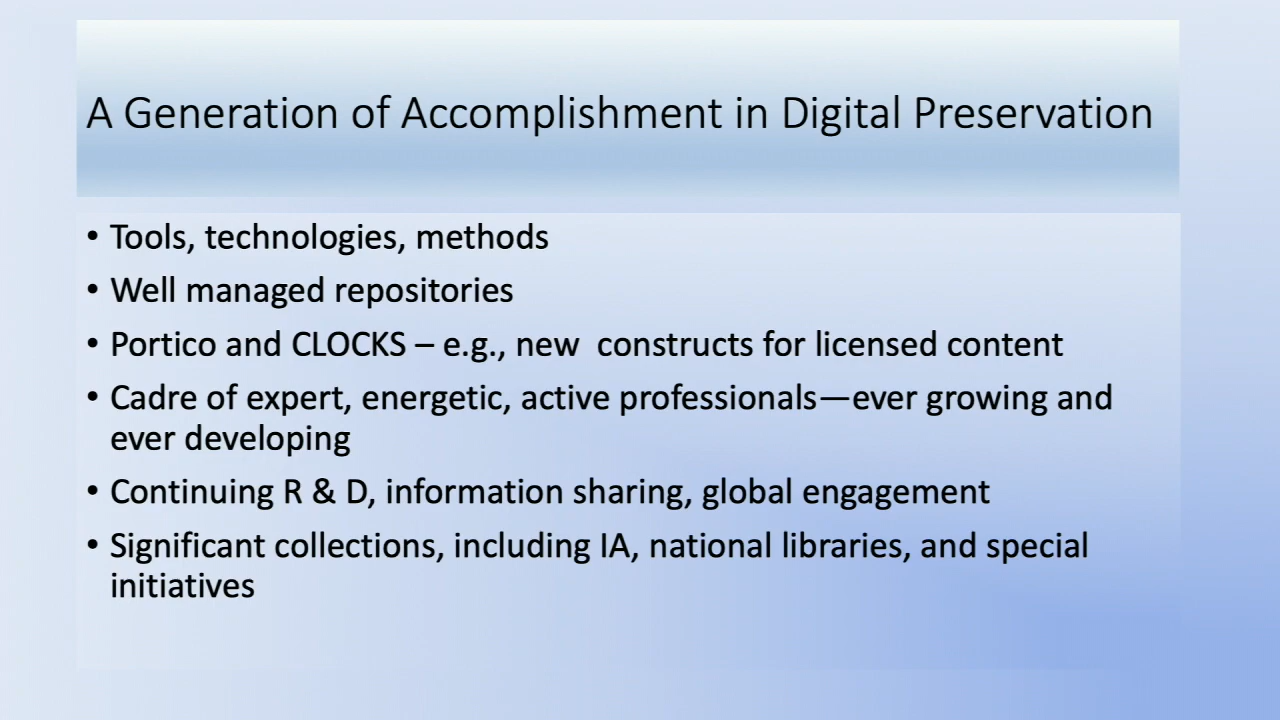 A Generation of Accomplishment in Digital Preservation
• Tools, technologies, methods
• Well managed repositories
• Portico and CLOCKS – e.g., new  constructs for licensed content
• Cadre of expert, energetic, active professionals—ever growing and
ever developing
• Continuing R & D, information sharing, global engagement
• Significant collections, including IA, national libraries, and special
initiatives